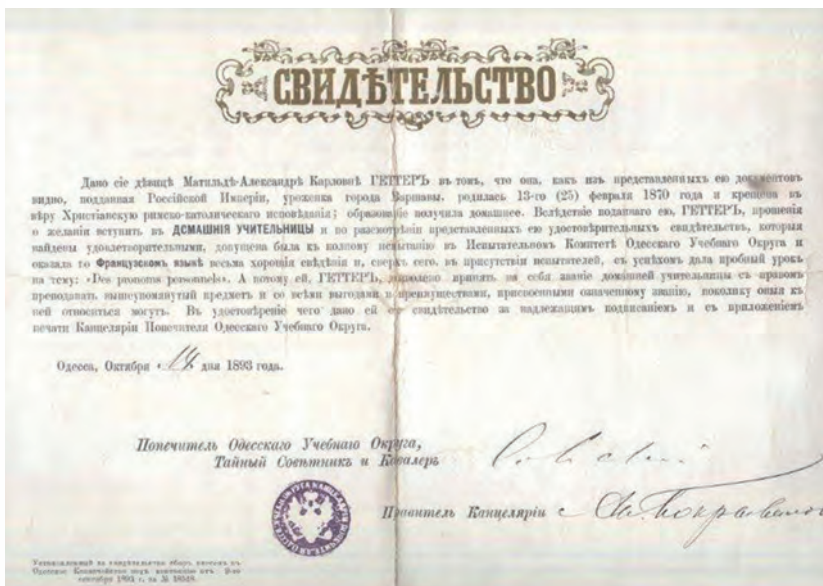 СВИДѢТЕЛЬСТВО
Дано сіе дѣвицѣ Матильдѣ-Александрѣ Карловнѣ ГЕТТЕРЪ въ томъ, что она, какъ изъ представленныхъ ею документовъ
видно, подданная Россійской Имперіи, уроженка города Варшавы, родилась 13-го (25) февраля 1870 года и крещена въ
вѣру Христіанскую римско-католическаго исповѣданія; образованіе получила домашнее. Вслѣдствіе поданнаго ею, ГЕТТЕРЪ, прошенія
о желаніи вступить въ ДОМАШНІЯ УЧИТЕЛЬНИЦЫ и по разсмотрѣніи представленныхъ ею удостовѣрительныхъ свидѣтельствъ, которыя
найдены удовлетворительными, допущена была къ полному испытанію въ Испытательномъ Комитетѣ Одесскаго Учебнаго Округа и
оказала въ Французскомъ языкѣ весьма хорошія свѣдѣнія и, сверхъ сего, въ присутствіи испытателей, съ успѣхомъ дала пробный урокъ
на тему: «Des pronoms personnels». А потому ей, ГЕТТЕРЪ, дозволено принять на себя званіе домашней учительницы съ правомъ
преподавать вышеупомянутый предметъ и со всѣми выгодами и преимуществами, присвоенными означенному званію, поколику оныя къ
ней относиться могутъ. Въ удостовѣреніе чего дано ей сіе свидѣтельство за надлежащимъ подписаніемъ и съ приложеніемъ
печати Канцеляріи Попечителя Одесскаго Учебнаго Округа.
Одесса, Октября 14 дня 1893 года.
Попечитель Одесскаго Учебнаго Округа,
Тайный Совѣтникъ и Кавалеръ
Правитель Канцеляріи